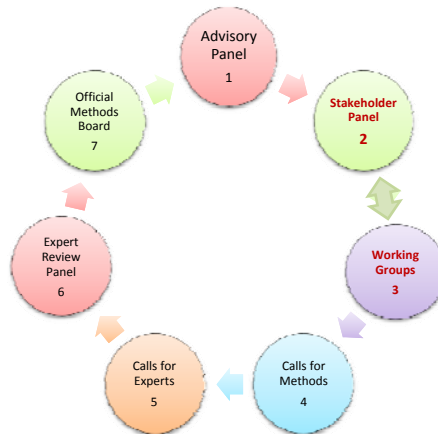 Advisory
Panel
1
Stakeholder
Panel
2
Working
Groups
3
Calls for
Methods
4
Calls for
Experts
5
Expert
Review
Panel
6
Official
Methods
Board
7